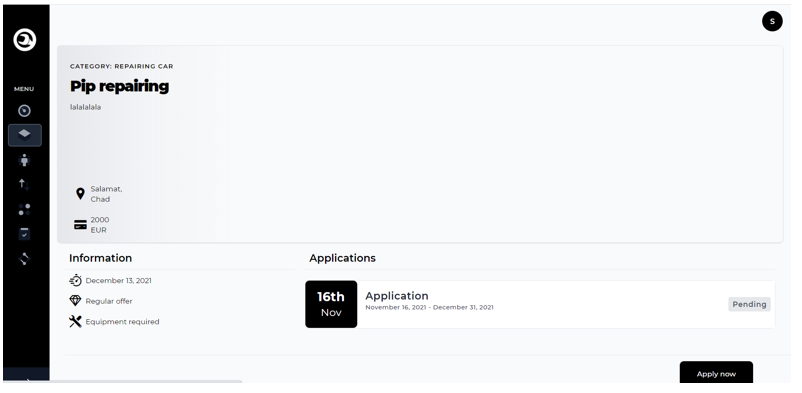 S
MENU
CATEGORY: REPAIRING CAR
Pip repairing
lalalalala
Salamat,
Chad
2000
EUR
Information
December 13, 2021
Regular offer
Equipment required
Applications
16th
Nov
Application
November 16, 2021 - December 31, 2021
Pending
Apply now